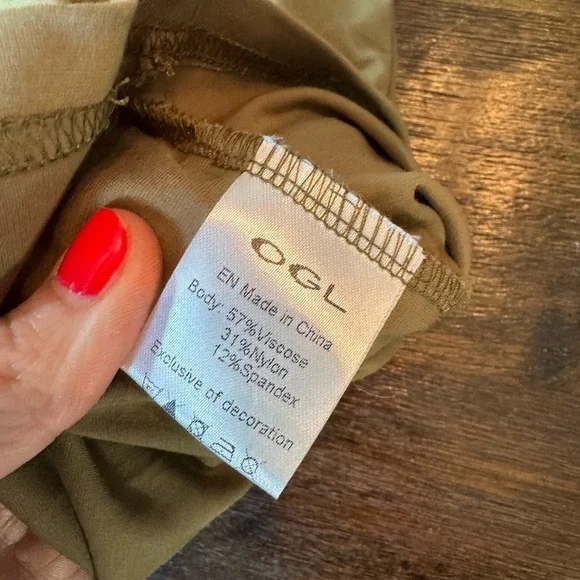 OGL
EN Made in China
Body: 57%Viscose
31%Nylon
12%Spandex
Exclusive of decoration